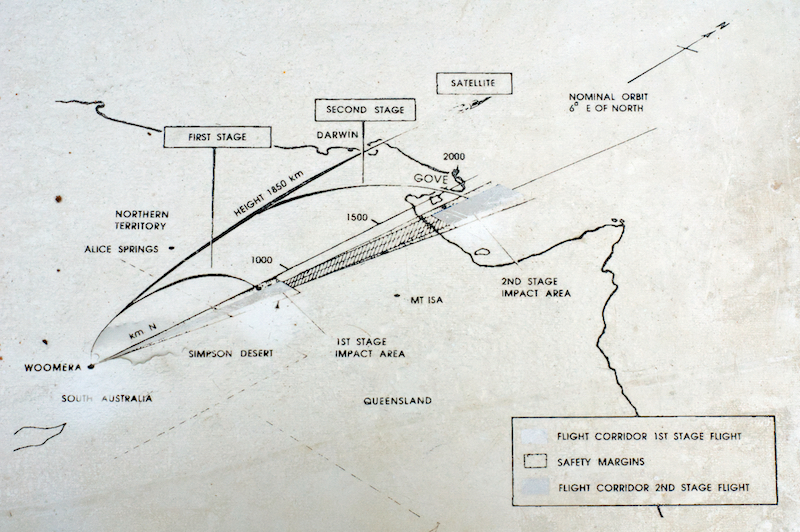 N
SATELLITE
NOMINAL ORBIT
6° E OF NORTH
SECOND STAGE
FIRST STAGE
DARWIN
2000
GOVE
HEIGHT 1850 km
1500
NORTHERN
TERRITORY
ALICE SPRINGS
1000
2ND STAGE
IMPACT AREA
MT ISA
km N
1ST STAGE
IMPACT AREA
SIMPSON DESERT
WOOMERA
SOUTH AUSTRALIA
QUEENSLAND
FLIGHT CORRIDOR 1ST STAGE FLIGHT
SAFETY MARGINS
FLIGHT CORRIDOR 2ND STAGE FLIGHT